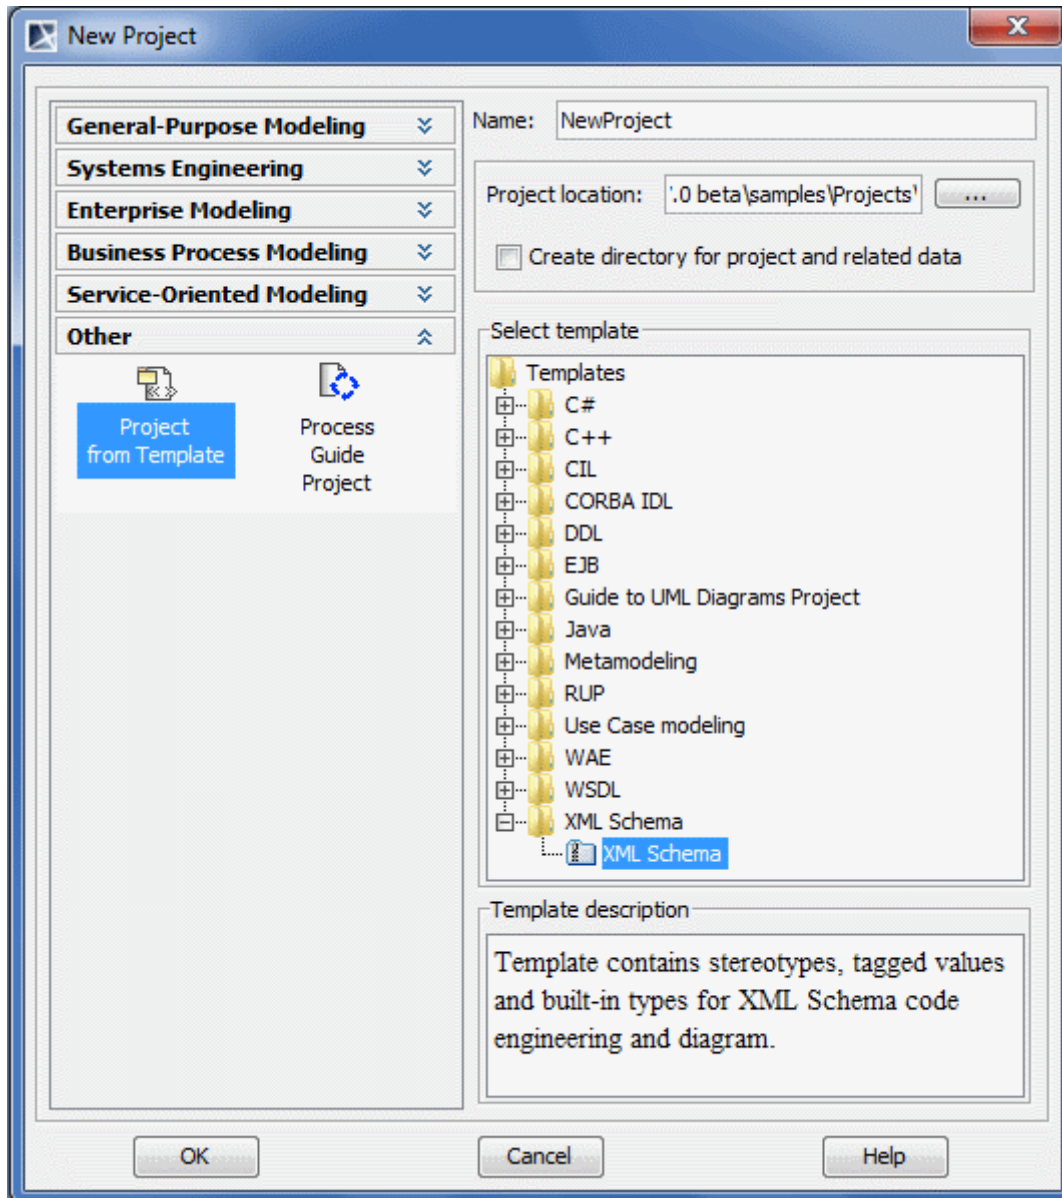 New Project
General-Purpose Modeling
Systems Engineering
Enterprise Modeling
Business Process Modeling
Service-Oriented Modeling
Other
Project
from Template
Process
Guide
Project
Name: NewProject
Project location: '.0 beta\samples\Projects\ ...
Create directory for project and related data
Select template
Templates
C#
C++
CIL
CORBA IDL
DDL
EJB
Guide to UML Diagrams Project
Java
Metamodeling
RUP
Use Case modeling
WAE
WSDL
XML Schema
XML Schema
Template description
Template contains stereotypes, tagged values
and built-in types for XML Schema code
engineering and diagram.
OK Cancel Help